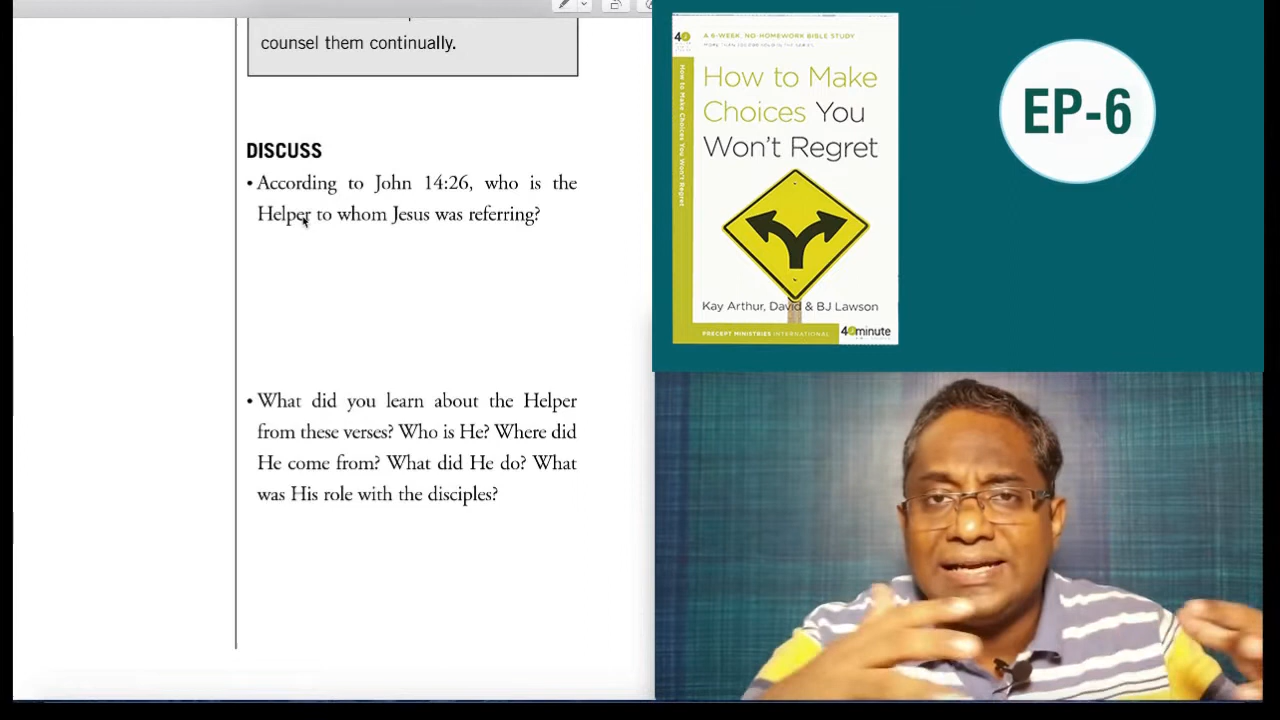 counsel them continually.
DISCUSS
• According to John 14:26, who is the
Helper to whom Jesus was referring?
• What did you learn about the Helper
from these verses? Who is He? Where did
He come from? What did He do? What
was His role with the disciples?
A 6-WEEK, NO-HOMEWORK BIBLE STUDY
How to Make
Choices You
Won't Regret
How to Make Choices You Won't Regret
Kay Arthur, David & BJ Lawson
PRECEPT MINISTRIES INTERNATIONAL
40 minute
EP-6